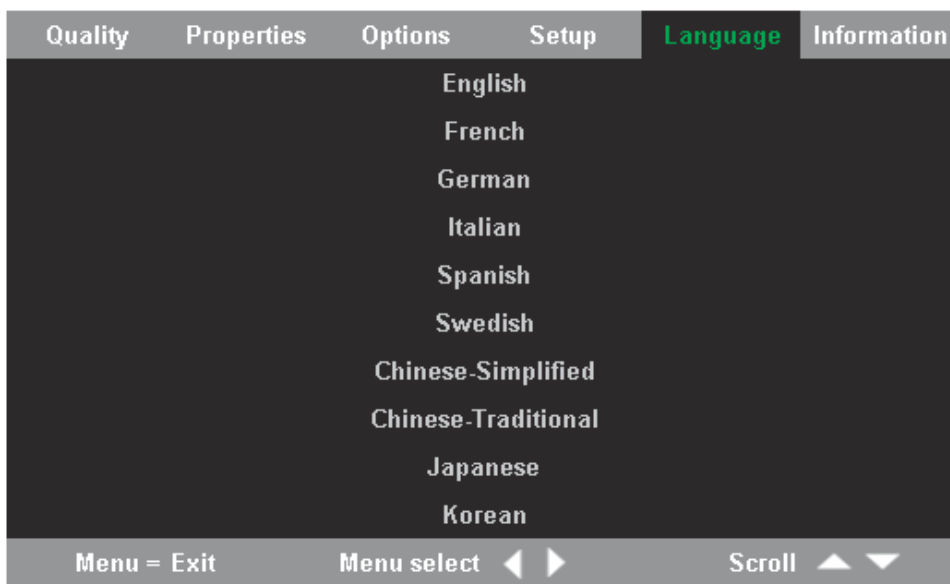 Quality Properties Options Setup Language Information
English
French
German
Italian
Spanish
Swedish
Chinese-Simplified
Chinese-Traditional
Japanese
Korean
Menu = Exit Menu select Scroll